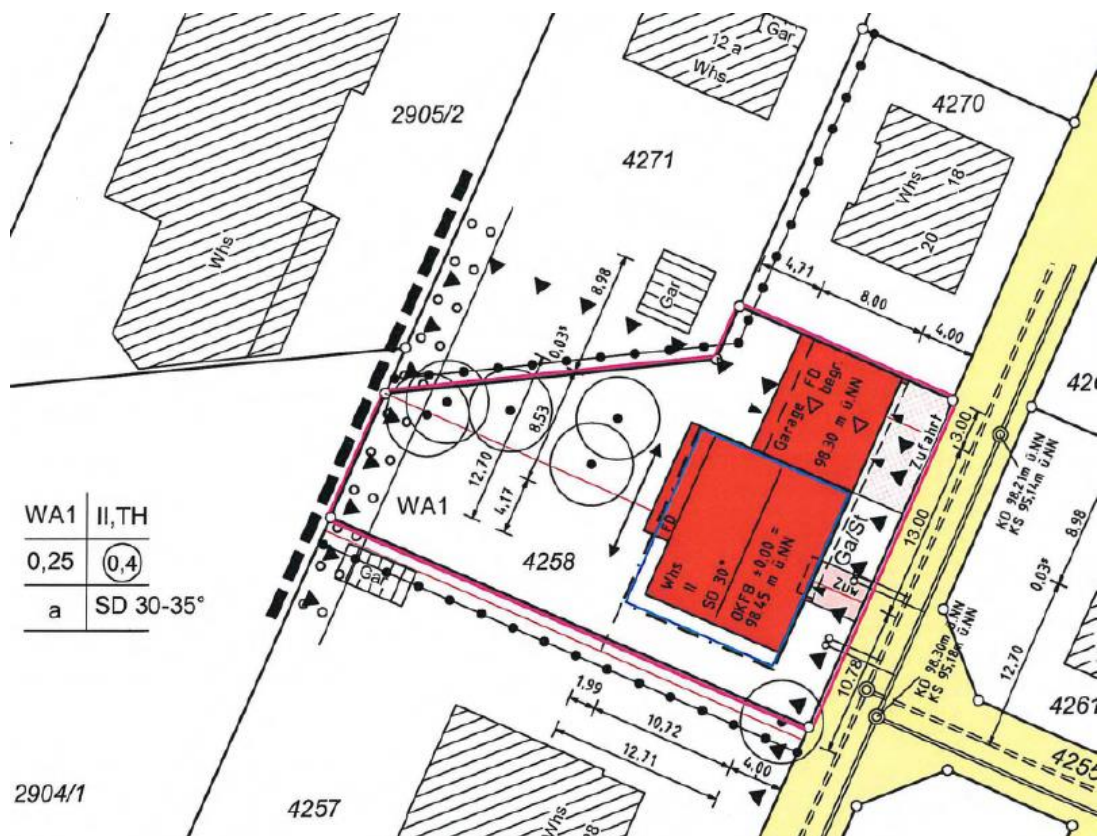 Gar
12 a
Whs
2905/2
4270
4271
Whs
18
20
Whs
Gar
8,98
4,71
8,00
4,00
0,03⁵
Garage FD
begr.
98.30 m ü.NN
Zufahrt
3,00
8,53
12,70
4,17
WA1
4258
FD
Whs
II
SD 30°
OKFB ±0,00 =
98.45 m ü.NN
Ga/St
Zuw
13,00
KD 98,21m ü.NN
KS 95,14m ü.NN
8,98
0,03⁵
12,70
WA1 II,TH
0,25 0,4
a SD 30-35°
10,78
KD 98.30m ü.NN
KS 95,18m ü.NN
4261
4255
1,99
10,72
12,71
4,00
2904/1
4257
Whs